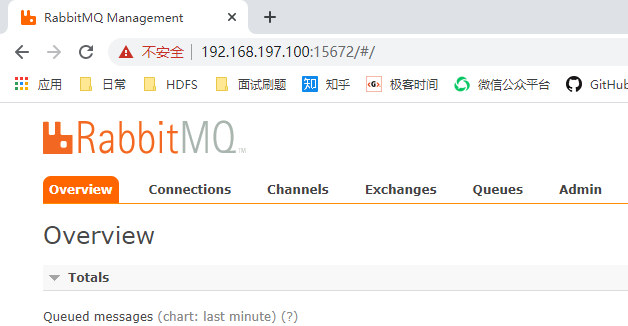 RabbitMQ Management
不安全 192.168.197.100:15672/#/
应用 日常 HDFS 面试刷题 知 知乎 极客时间 微信公众平台 GitHub
RabbitMQ TM
Overview Connections Channels Exchanges Queues Admin
Overview
Totals
Queued messages (chart: last minute) (?)